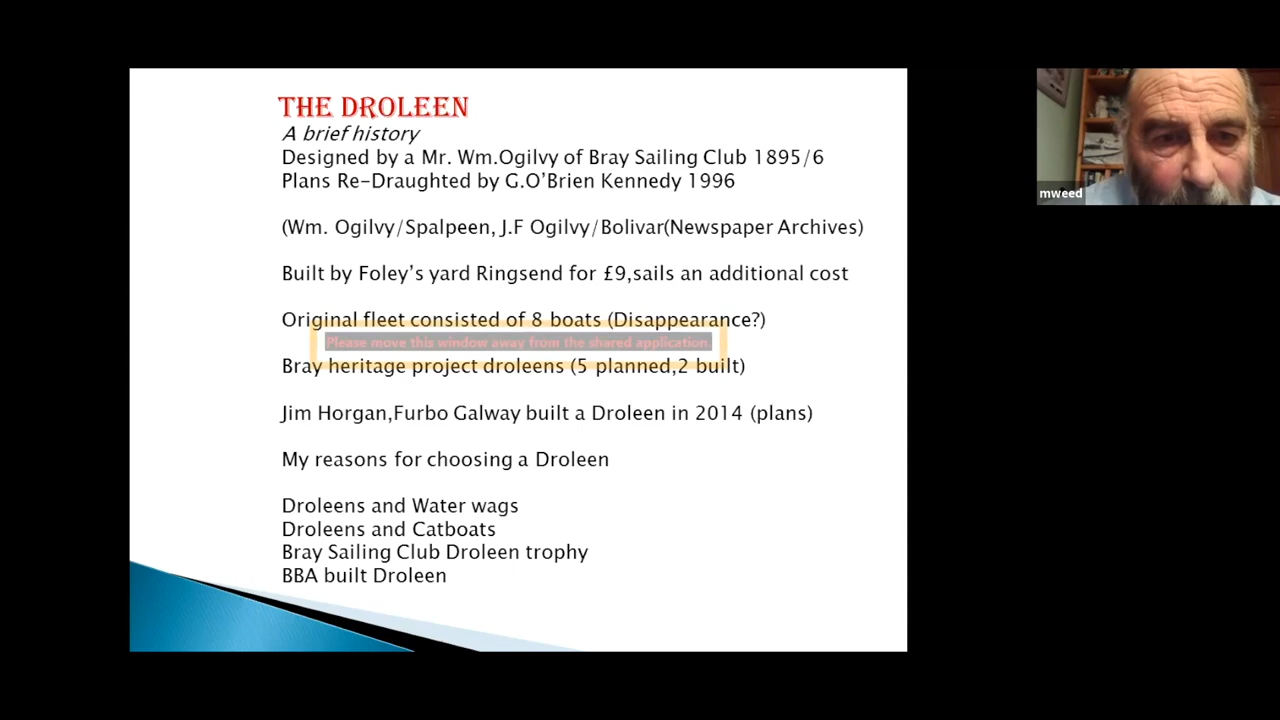 THE DROLEEN
A brief history
Designed by a Mr. Wm.Ogilvy of Bray Sailing Club 1895/6
Plans Re-Draughted by G.O'Brien Kennedy 1996
(Wm. Ogilvy/Spalpeen, J.F Ogilvy/Bolivar(Newspaper Archives)
Built by Foley's yard Ringsend for £9,sails an additional cost
Original fleet consisted of 8 boats (Disappearance?)
Please move this window away from the shared application.
Bray heritage project droleens (5 planned,2 built)
Jim Horgan,Furbo Galway built a Droleen in 2014 (plans)
My reasons for choosing a Droleen
Droleens and Water wags
Droleens and Catboats
Bray Sailing Club Droleen trophy
BBA built Droleen
mweed